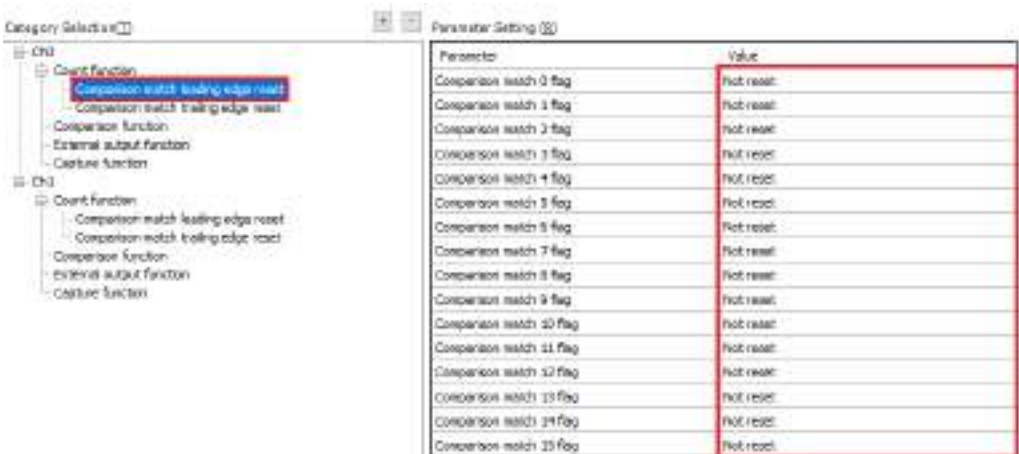 Category Selection(T)
Parameter Setting (R)
Ch0
Count function
Comparison match leading edge reset
Comparison match trailing edge reset
Comparison function
External output function
Capture function
Ch1
Count function
Comparison match leading edge reset
Comparison match trailing edge reset
Comparison function
External output function
Capture function
Parameter Value
Comparison match 0 flag Not reset
Comparison match 1 flag Not reset
Comparison match 2 flag Not reset
Comparison match 3 flag Not reset
Comparison match 4 flag Not reset
Comparison match 5 flag Not reset
Comparison match 6 flag Not reset
Comparison match 7 flag Not reset
Comparison match 8 flag Not reset
Comparison match 9 flag Not reset
Comparison match 10 flag Not reset
Comparison match 11 flag Not reset
Comparison match 12 flag Not reset
Comparison match 13 flag Not reset
Comparison match 14 flag Not reset
Comparison match 15 flag Not reset